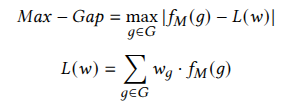 Max − Gap = max_{g∈G} |f_M(g) − L(w)|
L(w) = ∑_{g∈G} w_g · f_M(g)